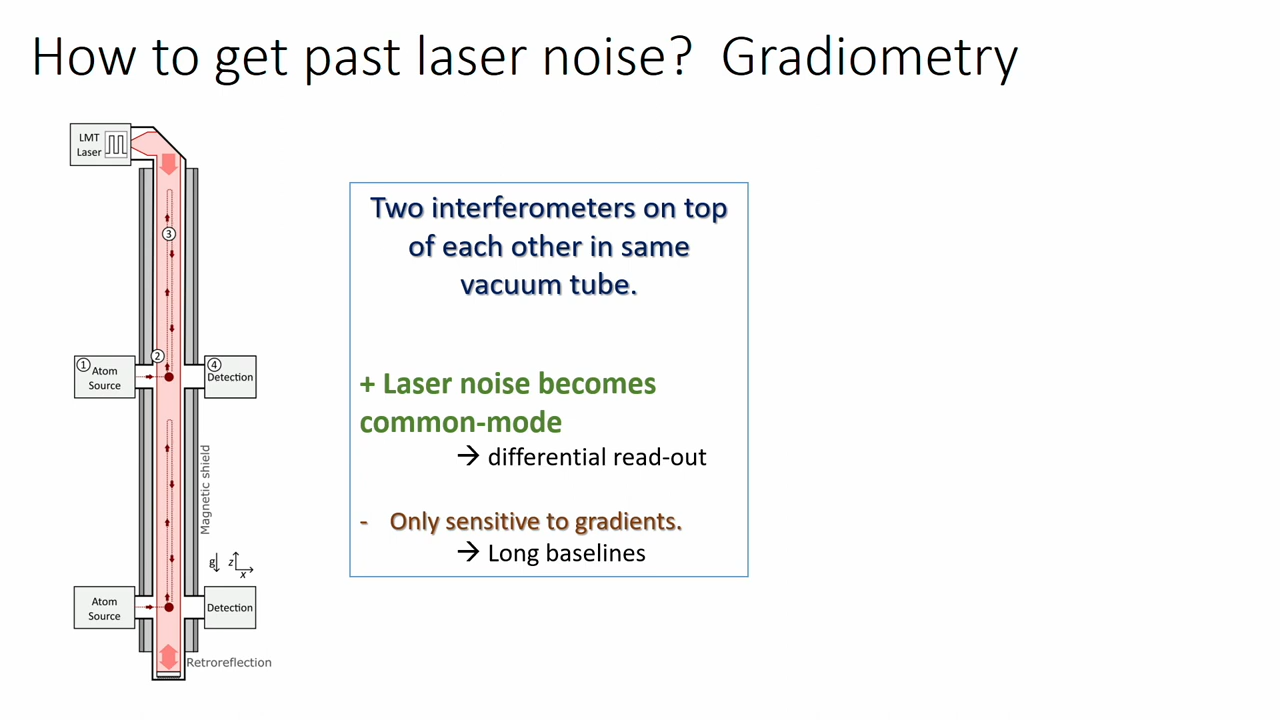 How to get past laser noise?  Gradiometry
LMT
Laser
3
2
1
Atom
Source
4
Detection
Magnetic shield
g
z
x
Atom
Source
Detection
Retroreflection
Two interferometers on top
of each other in same
vacuum tube.
+ Laser noise becomes
common-mode
→ differential read-out
- Only sensitive to gradients.
→ Long baselines